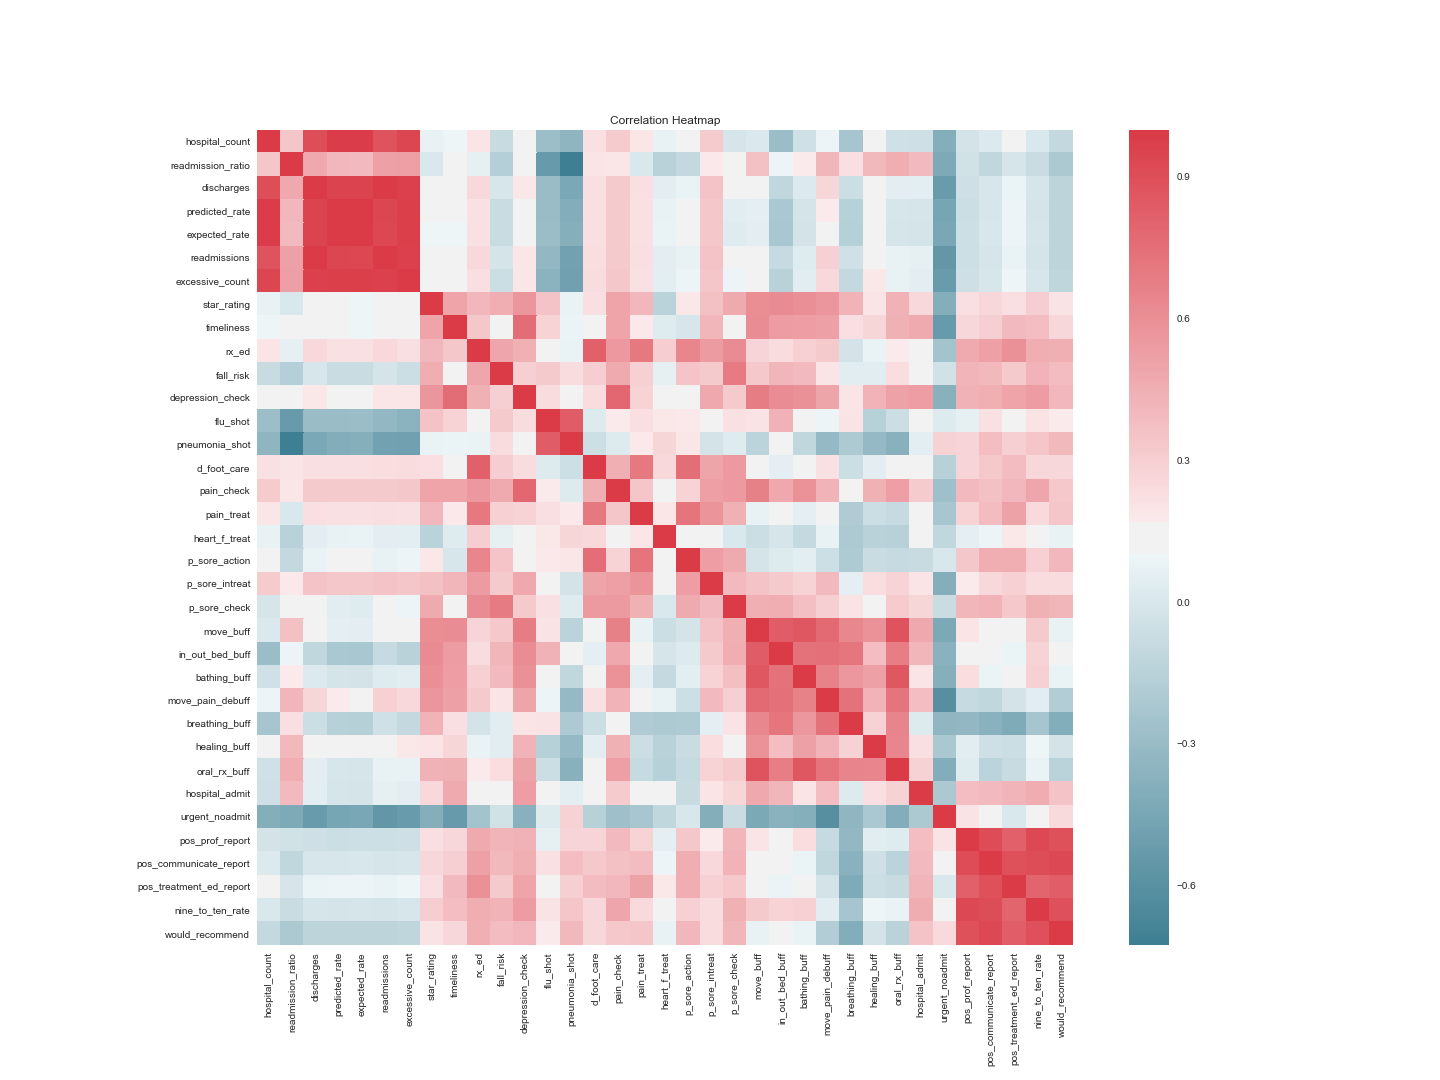 Correlation Heatmap
hospital_count
readmission_ratio
discharges
predicted_rate
expected_rate
readmissions
excessive_count
star_rating
timeliness
rx_ed
fall_risk
depression_check
flu_shot
pneumonia_shot
d_foot_care
pain_check
pain_treat
heart_f_treat
p_sore_action
p_sore_intreat
p_sore_check
move_buff
in_out_bed_buff
bathing_buff
move_pain_debuff
breathing_buff
healing_buff
oral_rx_buff
hospital_admit
urgent_noadmit
pos_prof_report
pos_communicate_report
pos_treatment_ed_report
nine_to_ten_rate
would_recommend
hospital_count
readmission_ratio
discharges
predicted_rate
expected_rate
readmissions
excessive_count
star_rating
timeliness
rx_ed
fall_risk
depression_check
flu_shot
pneumonia_shot
d_foot_care
pain_check
pain_treat
heart_f_treat
p_sore_action
p_sore_intreat
p_sore_check
move_buff
in_out_bed_buff
bathing_buff
move_pain_debuff
breathing_buff
healing_buff
oral_rx_buff
hospital_admit
urgent_noadmit
pos_prof_report
pos_communicate_report
pos_treatment_ed_report
nine_to_ten_rate
would_recommend
0.9
0.6
0.3
0.0
−0.3
−0.6